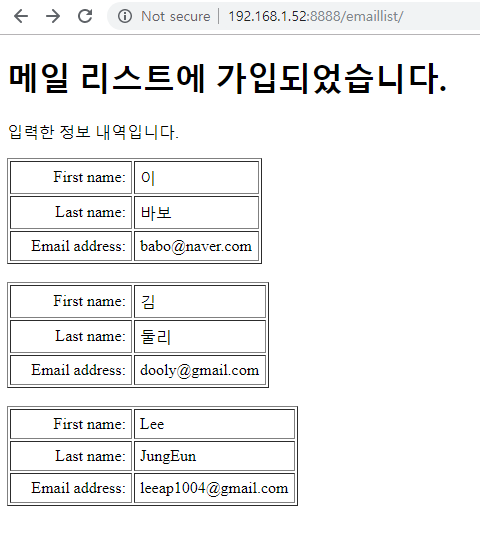 Not secure | 192.168.1.52:8888/emaillist/
메일 리스트에 가입되었습니다.
입력한 정보 내역입니다.
First name: 이
Last name: 바보
Email address: babo@naver.com
First name: 김
Last name: 둘리
Email address: dooly@gmail.com
First name: Lee
Last name: JungEun
Email address: leeap1004@gmail.com